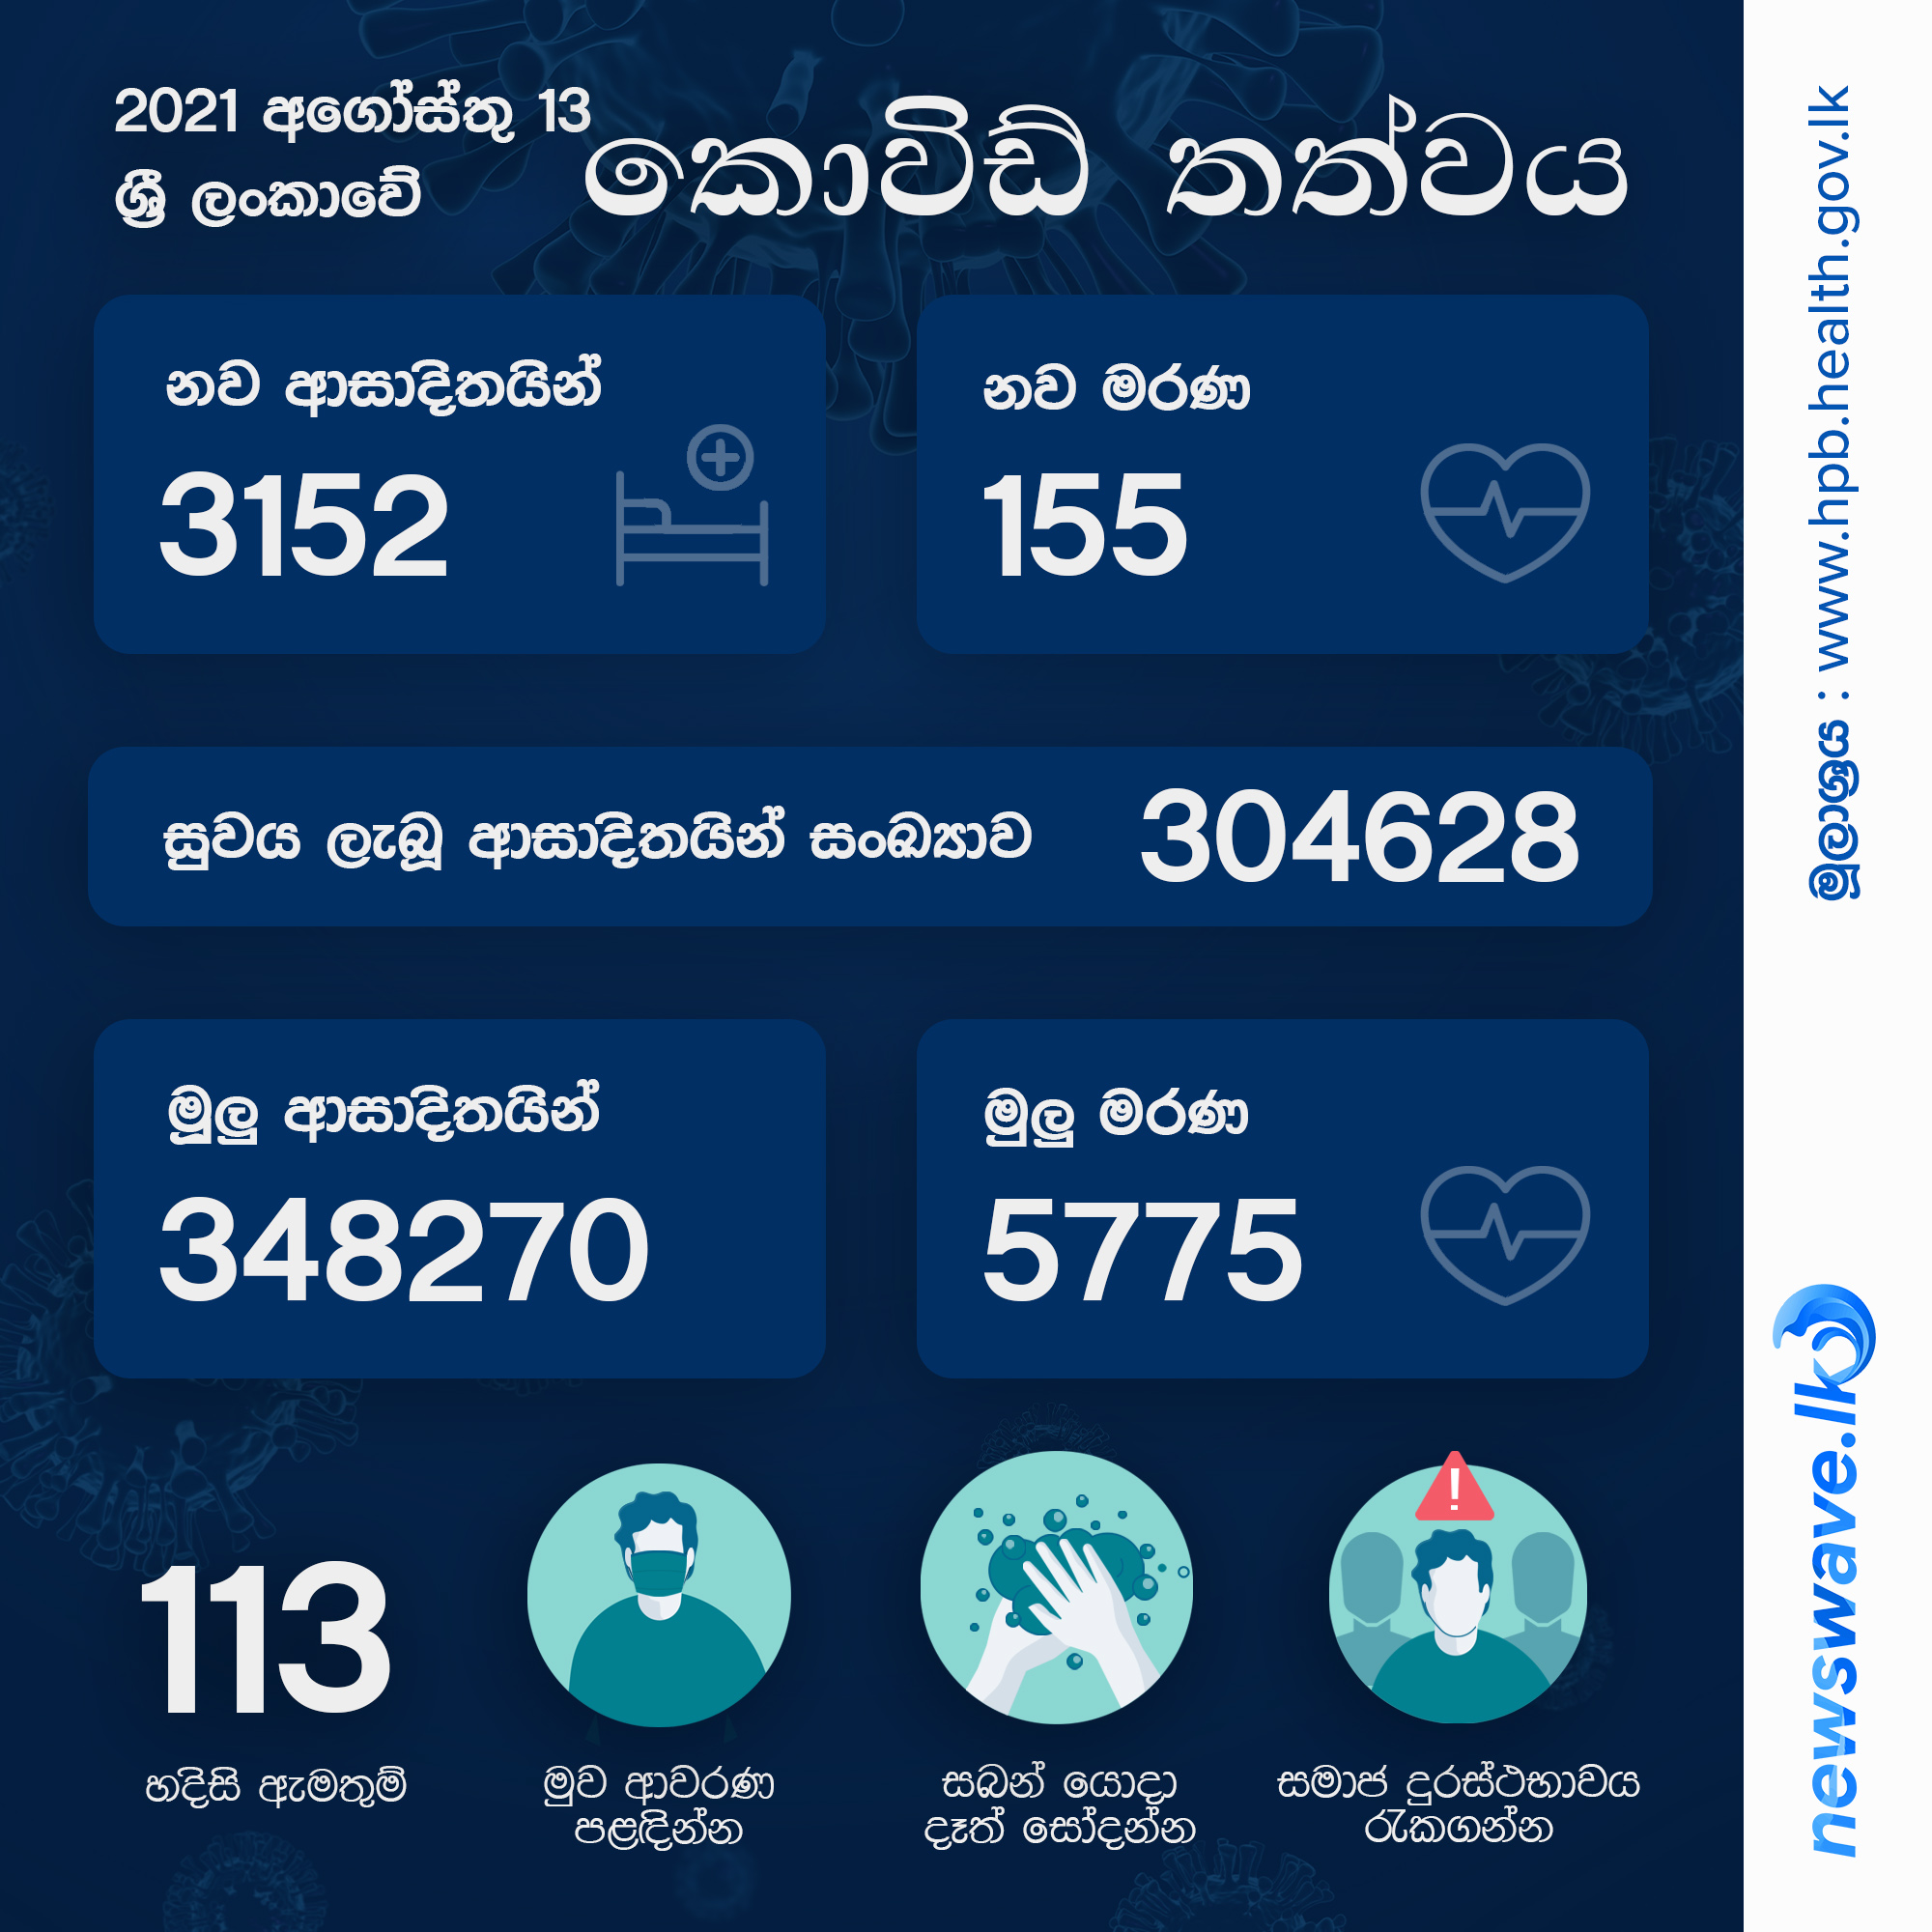 2021 අගෝස්තු 13
ශ්‍රී ලංකාවේ
කොවිඩ් තත්වය
නව ආසාදිතයින්
3152
නව මරණ
155
සුවය ලැබූ ආසාදිතයින් සංඛ්‍යාව 304628
මූලු ආසාදිතයින්
348270
මුලු මරණ
5775
113
හදිසි ඇමතුම්
මුව ආවරණ
පළඳින්න
සබන් යොදා
දෑත් සෝදන්න
!
සමාජ දුරස්ථභාවය
රැකගන්න
මූලාශ්‍රය : www.hpb.health.gov.lk
newswave.lk